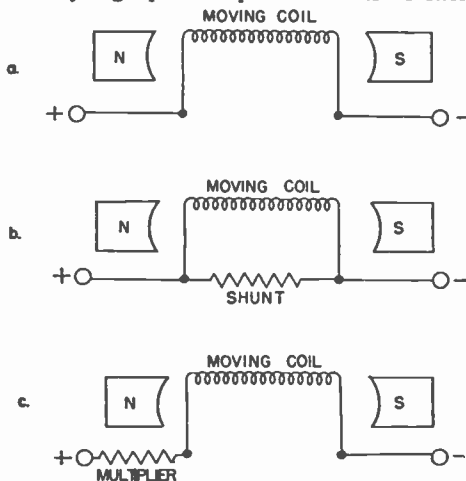 MOVING COIL
a.
N
S
+
-
MOVING COIL
b.
N
S
+
-
SHUNT
MOVING COIL
c.
N
S
+
-
MULTIPLIER